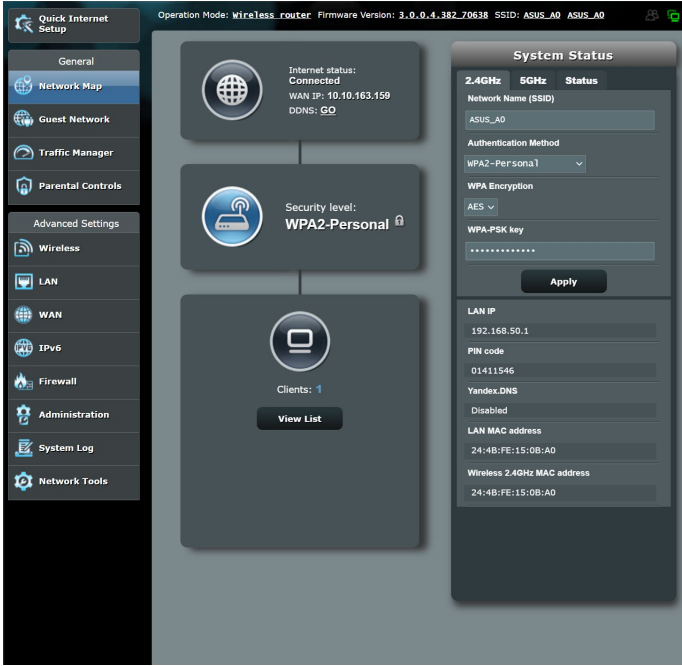 Quick Internet
Setup
Operation Mode: Wireless router Firmware Version: 3.0.0.4.382_70638 SSID: ASUS_A0 ASUS_A0
General
Network Map
Guest Network
Traffic Manager
Parental Controls
Advanced Settings
Wireless
LAN
WAN
IPv6
Firewall
Administration
System Log
Network Tools
Internet status:
Connected
WAN IP: 10.10.163.159
DDNS: GO
Security level:
WPA2-Personal
Clients: 1
View List
System Status
2.4GHz 5GHz Status
Network Name (SSID)
ASUS_A0
Authentication Method
WPA2-Personal
WPA Encryption
AES
WPA-PSK key
•••••••••••••
Apply
LAN IP
192.168.50.1
PIN code
01411546
Yandex.DNS
Disabled
LAN MAC address
24:4B:FE:15:0B:A0
Wireless 2.4GHz MAC address
24:4B:FE:15:0B:A0